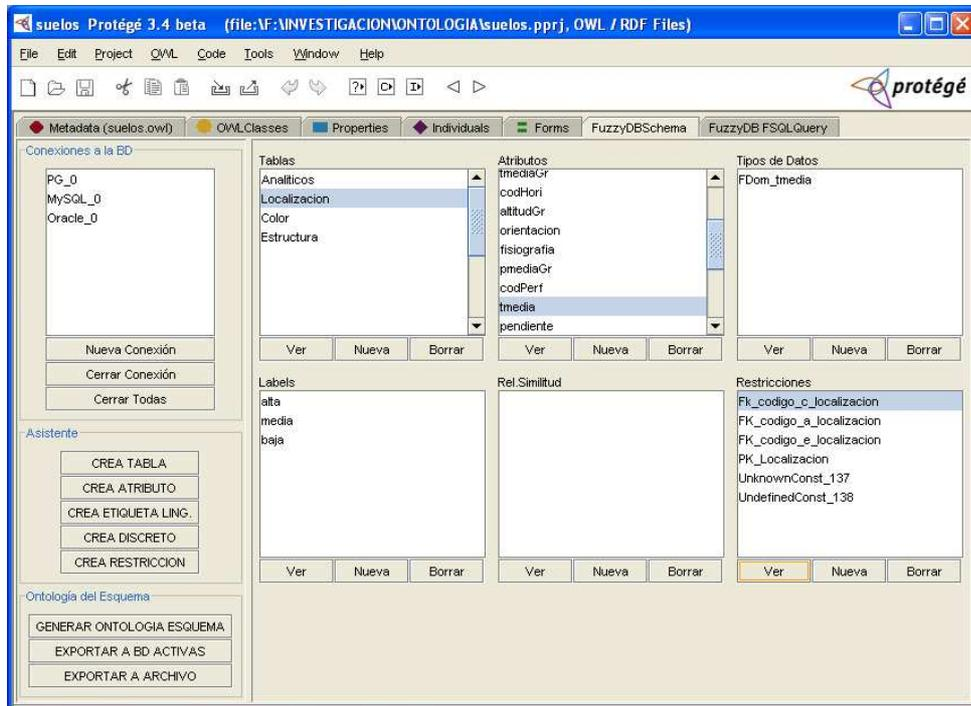 suelos Protégé 3.4 beta (file:\F:\INVESTIGACION\ONTOLOGIA\suelos.pprj, OWL / RDF Files)
File Edit Project OWL Code Tools Window Help
protégé
Metadata (suelos.owl) OWLClasses Properties Individuals Forms FuzzyDBSchema FuzzyDB FSQLQuery
Conexiones a la BD
PG_0
MySQL_0
Oracle_0
Nueva Conexión
Cerrar Conexión
Cerrar Todas
Asistente
CREA TABLA
CREA ATRIBUTO
CREA ETIQUETA LING.
CREA DISCRETO
CREA RESTRICCION
Ontología del Esquema
GENERAR ONTOLOGIA ESQUEMA
EXPORTAR A BD ACTIVAS
EXPORTAR A ARCHIVO
Tablas
Analiticos
Localizacion
Color
Estructura
Ver Nueva Borrar
Atributos
tmediaGr
codHori
altitudGr
orientacion
fisiografia
pmediaGr
codPerf
tmedia
pendiente
Ver Nueva Borrar
Tipos de Datos
FDom_tmedia
Ver Nueva Borrar
Labels
alta
media
baja
Ver Nueva Borrar
Rel.Similitud
Ver Nueva Borrar
Restricciones
Fk_codigo_c_localizacion
FK_codigo_a_localizacion
FK_codigo_e_localizacion
PK_Localizacion
UnknownConst_137
UndefinedConst_138
Ver Nueva Borrar